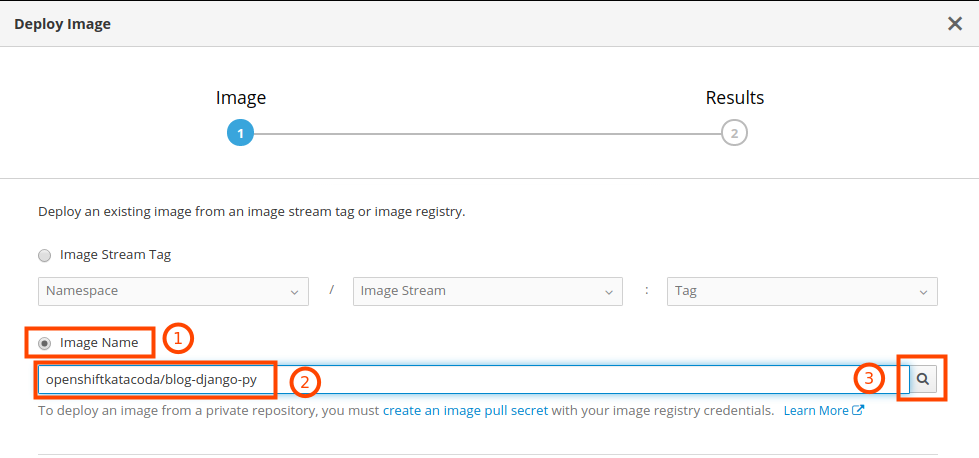 Deploy Image
Image Results
1 2
Deploy an existing image from an image stream tag or image registry.
Image Stream Tag
Namespace / Image Stream : Tag
Image Name 1
openshiftkatacoda/blog-django-py 2 3
To deploy an image from a private repository, you must create an image pull secret with your image registry credentials. Learn More